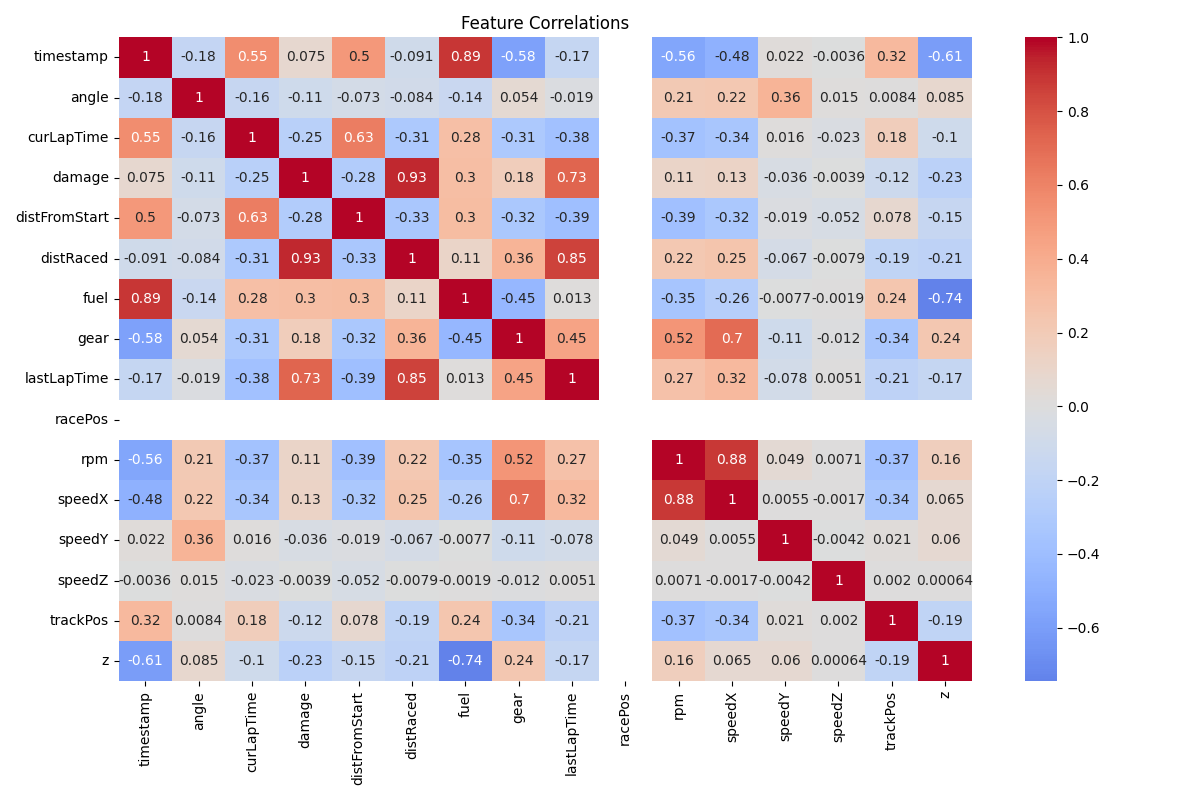 Feature Correlations
timestamp 1 -0.18 0.55 0.075 0.5 -0.091 0.89 -0.58 -0.17 -0.56 -0.48 0.022 -0.0036 0.32 -0.61
angle -0.18 1 -0.16 -0.11 -0.073 -0.084 -0.14 0.054 -0.019 0.21 0.22 0.36 0.015 0.0084 0.085
curLapTime 0.55 -0.16 1 -0.25 0.63 -0.31 0.28 -0.31 -0.38 -0.37 -0.34 0.016 -0.023 0.18 -0.1
damage 0.075 -0.11 -0.25 1 -0.28 0.93 0.3 0.18 0.73 0.11 0.13 -0.036 -0.0039 -0.12 -0.23
distFromStart 0.5 -0.073 0.63 -0.28 1 -0.33 0.3 -0.32 -0.39 -0.39 -0.32 -0.019 -0.052 0.078 -0.15
distRaced -0.091 -0.084 -0.31 0.93 -0.33 1 0.11 0.36 0.85 0.22 0.25 -0.067 -0.0079 -0.19 -0.21
fuel 0.89 -0.14 0.28 0.3 0.3 0.11 1 -0.45 0.013 -0.35 -0.26 -0.0077 -0.0019 0.24 -0.74
gear -0.58 0.054 -0.31 0.18 -0.32 0.36 -0.45 1 0.45 0.52 0.7 -0.11 -0.012 -0.34 0.24
lastLapTime -0.17 -0.019 -0.38 0.73 -0.39 0.85 0.013 0.45 1 0.27 0.32 -0.078 0.0051 -0.21 -0.17
racePos
rpm -0.56 0.21 -0.37 0.11 -0.39 0.22 -0.35 0.52 0.27 1 0.88 0.049 0.0071 -0.37 0.16
speedX -0.48 0.22 -0.34 0.13 -0.32 0.25 -0.26 0.7 0.32 0.88 1 0.0055 -0.0017 -0.34 0.065
speedY 0.022 0.36 0.016 -0.036 -0.019 -0.067 -0.0077 -0.11 -0.078 0.049 0.0055 1 -0.0042 0.021 0.06
speedZ -0.0036 0.015 -0.023 -0.0039 -0.052 -0.0079 -0.0019 -0.012 0.0051 0.0071 -0.0017 -0.0042 1 0.002 0.00064
trackPos 0.32 0.0084 0.18 -0.12 0.078 -0.19 0.24 -0.34 -0.21 -0.37 -0.34 0.021 0.002 1 -0.19
z -0.61 0.085 -0.1 -0.23 -0.15 -0.21 -0.74 0.24 -0.17 0.16 0.065 0.06 0.00064 -0.19 1
timestamp angle curLapTime damage distFromStart distRaced fuel gear lastLapTime racePos rpm speedX speedY speedZ trackPos z
1.0
0.8
0.6
0.4
0.2
0.0
−0.2
−0.4
−0.6